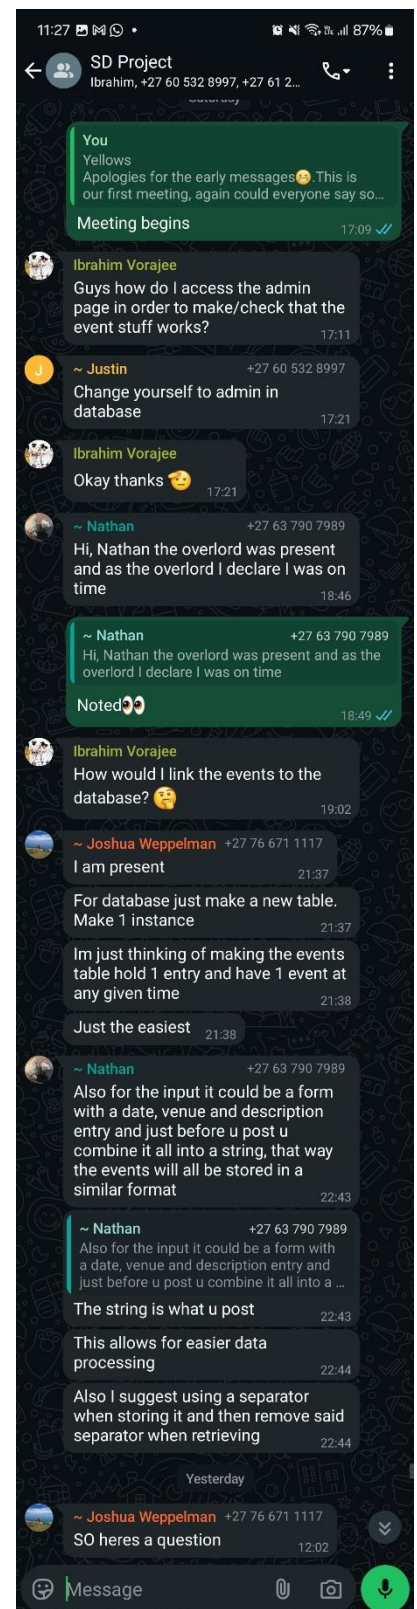 11:27
87%
SD Project
Ibrahim, +27 60 532 8997, +27 61 2...
Saturday
You
Yellows
Apologies for the early messages😁.This is
our first meeting, again could everyone say so...
Meeting begins
17:09
Ibrahim Vorajee
Guys how do I access the admin
page in order to make/check that the
event stuff works?
17:11
J
~ Justin +27 60 532 8997
Change yourself to admin in
database
17:21
Ibrahim Vorajee
Okay thanks 🫡
17:21
~ Nathan +27 63 790 7989
Hi, Nathan the overlord was present
and as the overlord I declare I was on
time
18:46
~ Nathan +27 63 790 7989
Hi, Nathan the overlord was present and as the
overlord I declare I was on time
Noted👀
18:49
Ibrahim Vorajee
How would I link the events to the
database? 🤔
19:02
~ Joshua Weppelman +27 76 671 1117
I am present
21:37
For database just make a new table.
Make 1 instance
21:37
Im just thinking of making the events
table hold 1 entry and have 1 event at
any given time
21:38
Just the easiest
21:38
~ Nathan +27 63 790 7989
Also for the input it could be a form
with a date, venue and description
entry and just before u post u
combine it all into a string, that way
the events will all be stored in a
similar format
22:43
~ Nathan +27 63 790 7989
Also for the input it could be a form with
a date, venue and description entry and
just before u post u combine it all into a ...
The string is what u post
22:43
This allows for easier data
processing
22:44
Also I suggest using a separator
when storing it and then remove said
separator when retrieving
22:44
Yesterday
~ Joshua Weppelman +27 76 671 1117
SO heres a question
12:02
Message